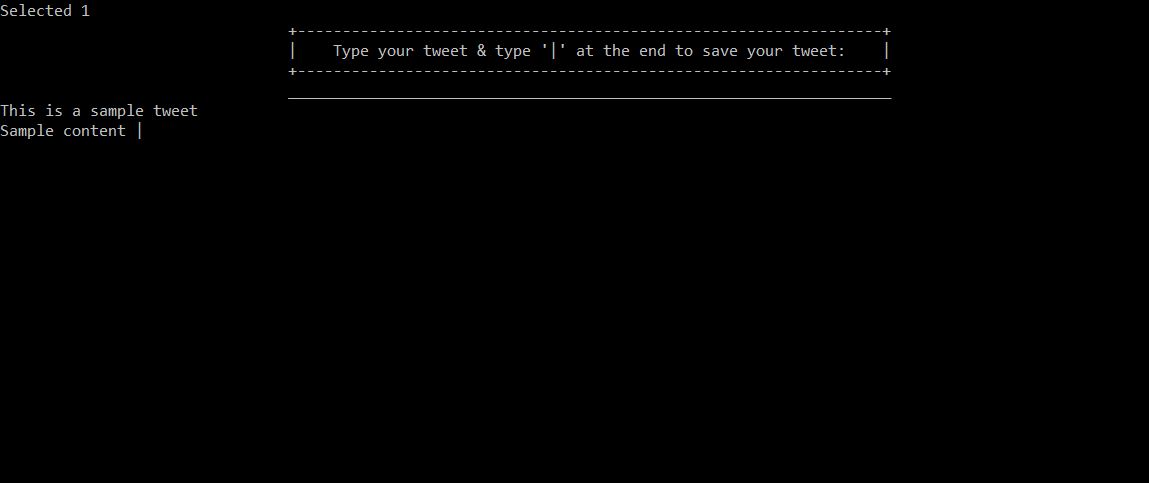 Selected 1
+-----------------------------------------------------------------+
|    Type your tweet & type '|' at the end to save your tweet:    |
+-----------------------------------------------------------------+
___________________________________________________________________
This is a sample tweet
Sample content |